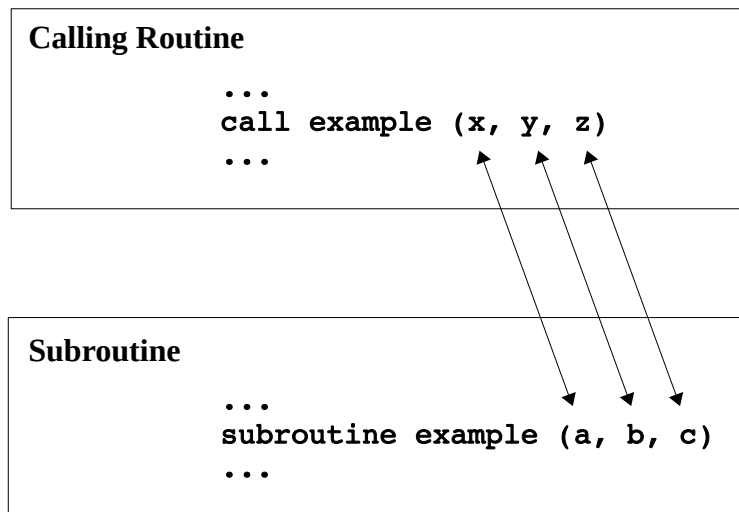 Calling Routine
...
call example (x, y, z)
...
Subroutine
...
subroutine example (a, b, c)
...